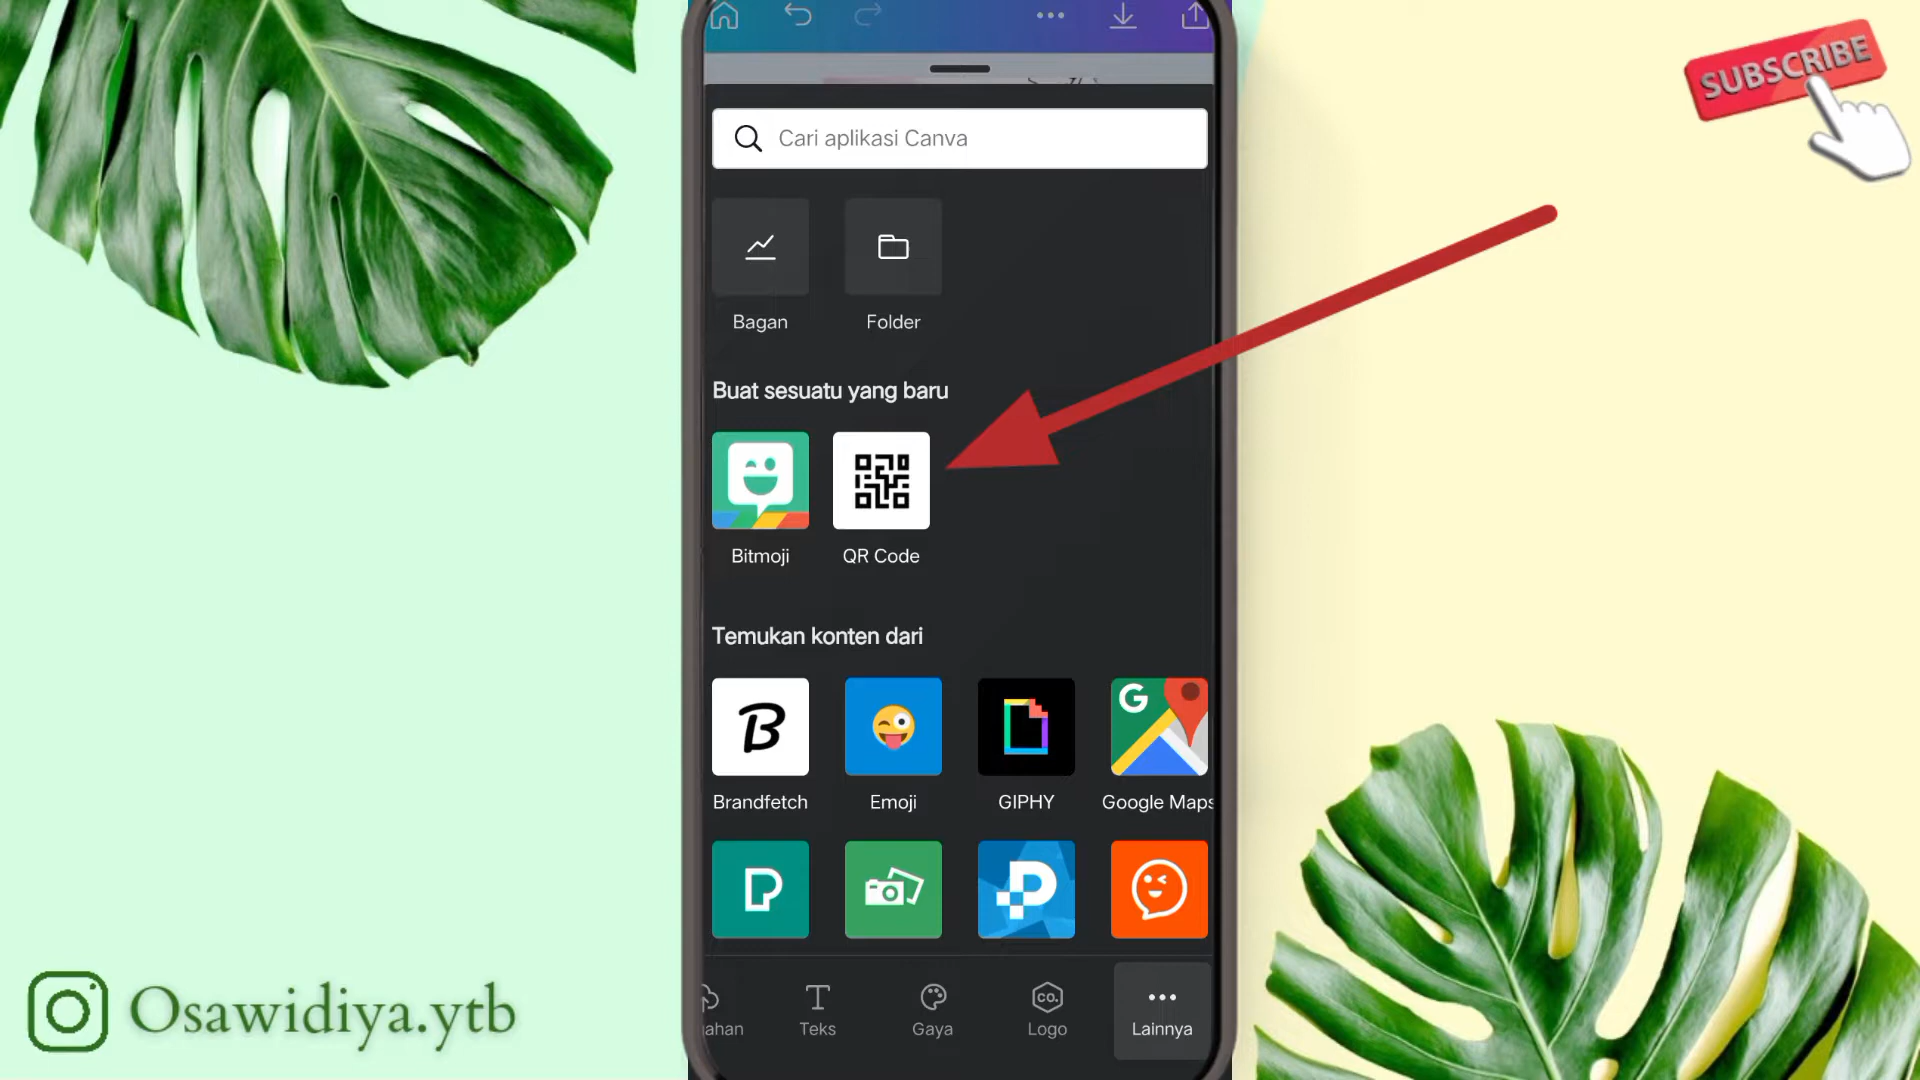 SUBSCRIBE
Cari aplikasi Canva
Bagan
Folder
Buat sesuatu yang baru
Bitmoji
QR Code
Temukan konten dari
B
G
Brandfetch
Emoji
GIPHY
Google Maps
P
P
co.
ahan
Teks
Gaya
Logo
Lainnya
Osawidiya.ytb